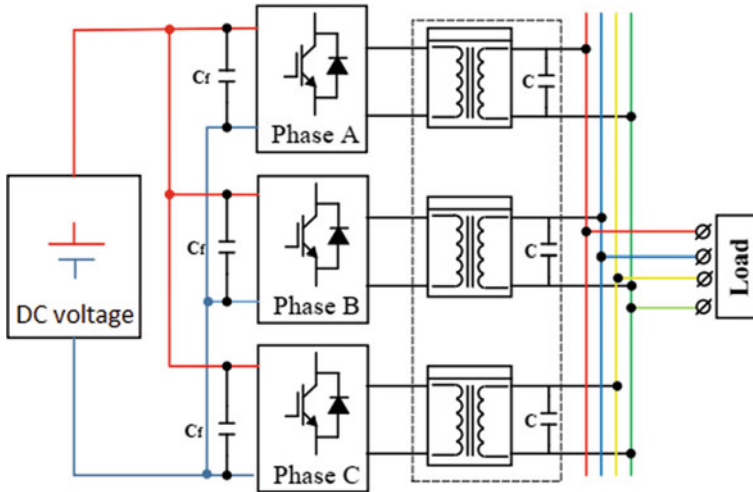 Cf
Phase A
C
DC voltage
Cf
Phase B
C
Load
Cf
Phase C
C